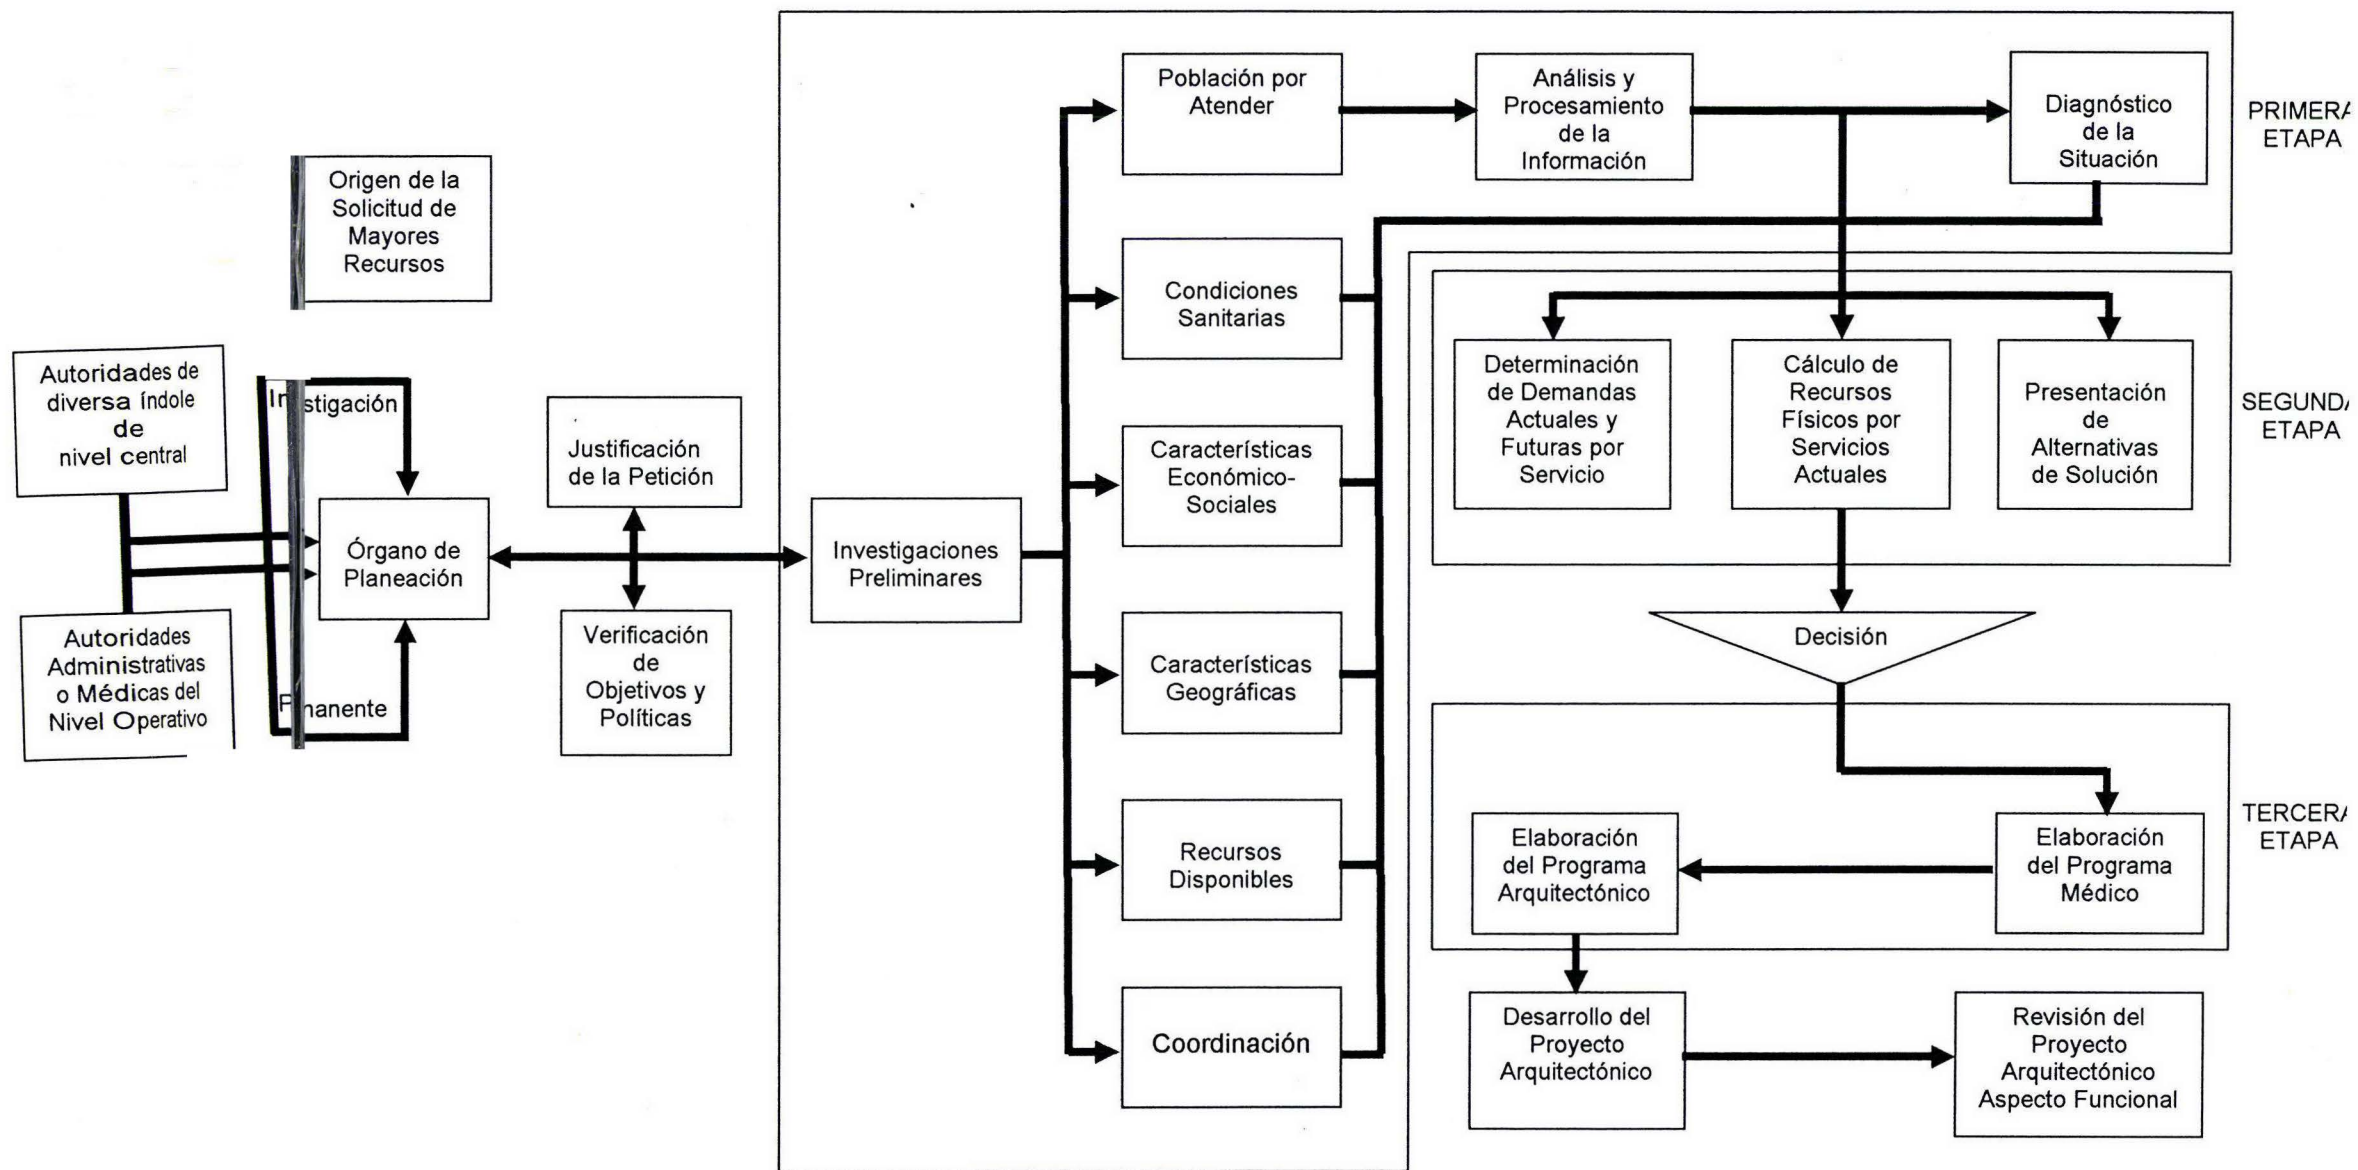 Origen de la
Solicitud de
Mayores
Recursos
Autoridades de
diversa índole
de
nivel central
stigación
Órgano de
Planeación
Autoridades
Administrativas
o Médicas del
Nivel Operativo
manente
Justificación
de la Petición
Verificación
de
Objetivos y
Políticas
Investigaciones
Preliminares
Población por
Atender
Condiciones
Sanitarias
Características
Económico-
Sociales
Características
Geográficas
Recursos
Disponibles
Coordinación
Análisis y
Procesamiento
de la
Información
Diagnóstico
de la
Situación
PRIMERA
ETAPA
Determinación
de Demandas
Actuales y
Futuras por
Servicio
Cálculo de
Recursos
Físicos por
Servicios
Actuales
Presentación
de
Alternativas
de Solución
SEGUNDA
ETAPA
Decisión
Elaboración
del Programa
Arquitectónico
Elaboración
del Programa
Médico
TERCERA
ETAPA
Desarrollo del
Proyecto
Arquitectónico
Revisión del
Proyecto
Arquitectónico
Aspecto Funcional